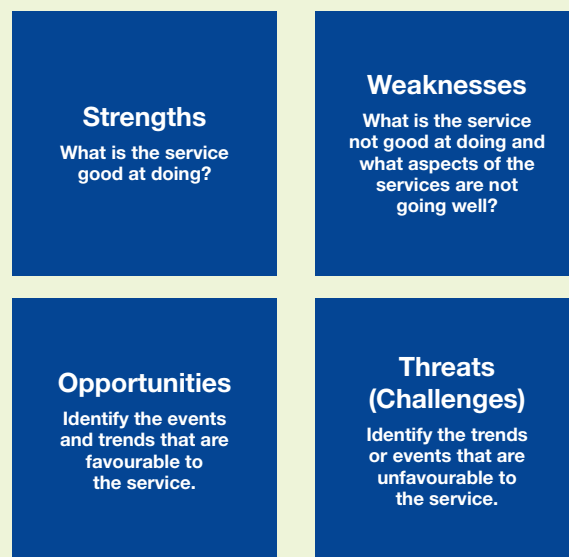 Strengths
What is the service
good at doing?
Weaknesses
What is the service
not good at doing and
what aspects of the
services are not
going well?
Opportunities
Identify the events
and trends that are
favourable to
the service.
Threats
(Challenges)
Identify the trends
or events that are
unfavourable to
the service.